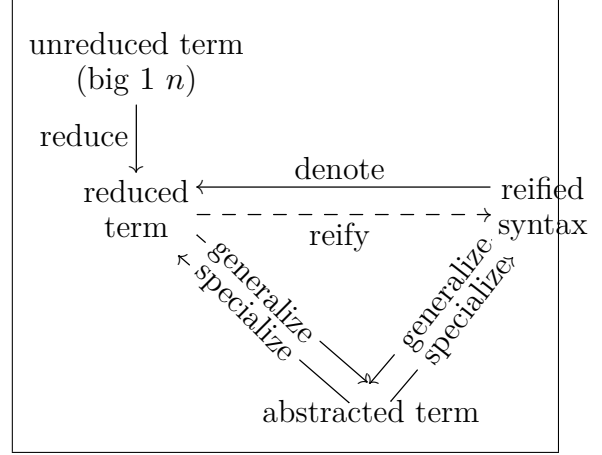 unreduced term
(big 1 n)
reduce
denote
reduced
term
reified
syntax
reify
generalize
specialize
generalize
specialize
abstracted term